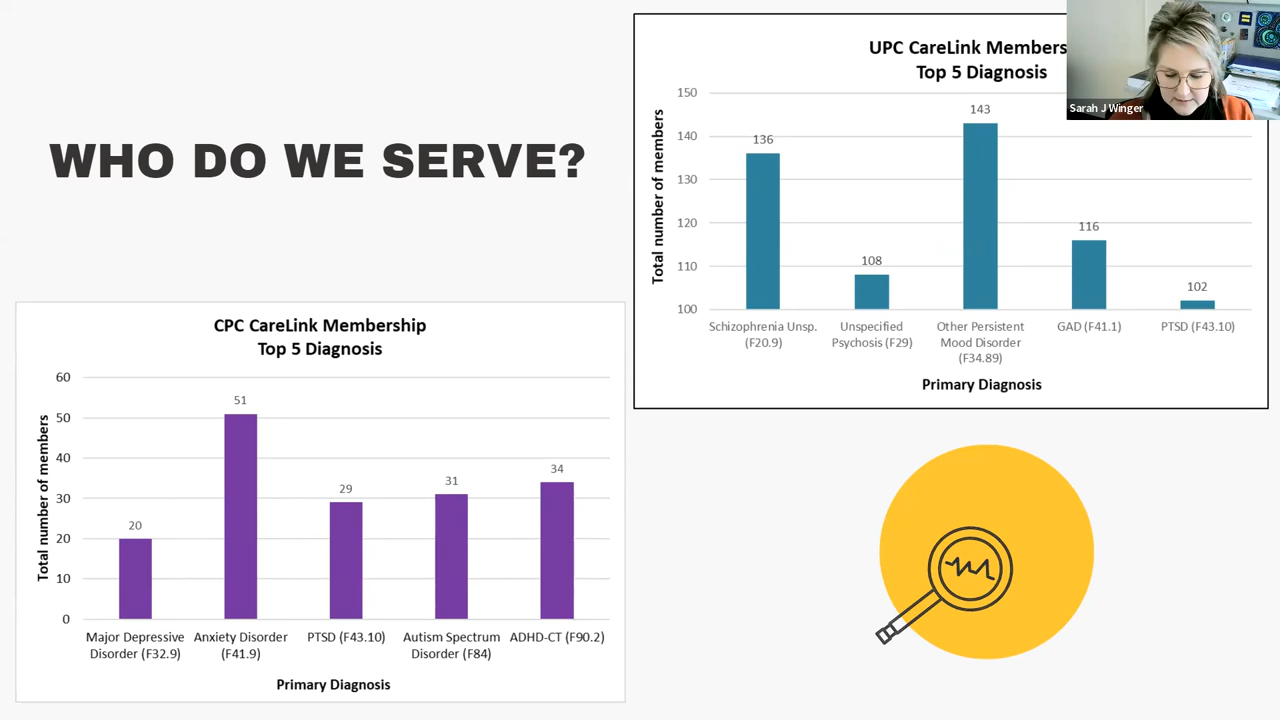 WHO DO WE SERVE?
UPC CareLink
Top 5 Diagnosis
Sarah J Winger
Total number of members
150
140
130
120
110
100
136
108
143
116
102
Schizophrenia Unsp.
(F20.9)
Unspecified
Psychosis (F29)
Other Persistent
Mood Disorder
(F34.89)
GAD (F41.1)
PTSD (F43.10)
Primary Diagnosis
CPC CareLink Membership
Top 5 Diagnosis
Total number of members
60
50
40
30
20
10
0
20
51
29
31
34
Major Depressive
Disorder (F32.9)
Anxiety Disorder
(F41.9)
PTSD (F43.10)
Autism Spectrum
Disorder (F84)
ADHD-CT (F90.2)
Primary Diagnosis